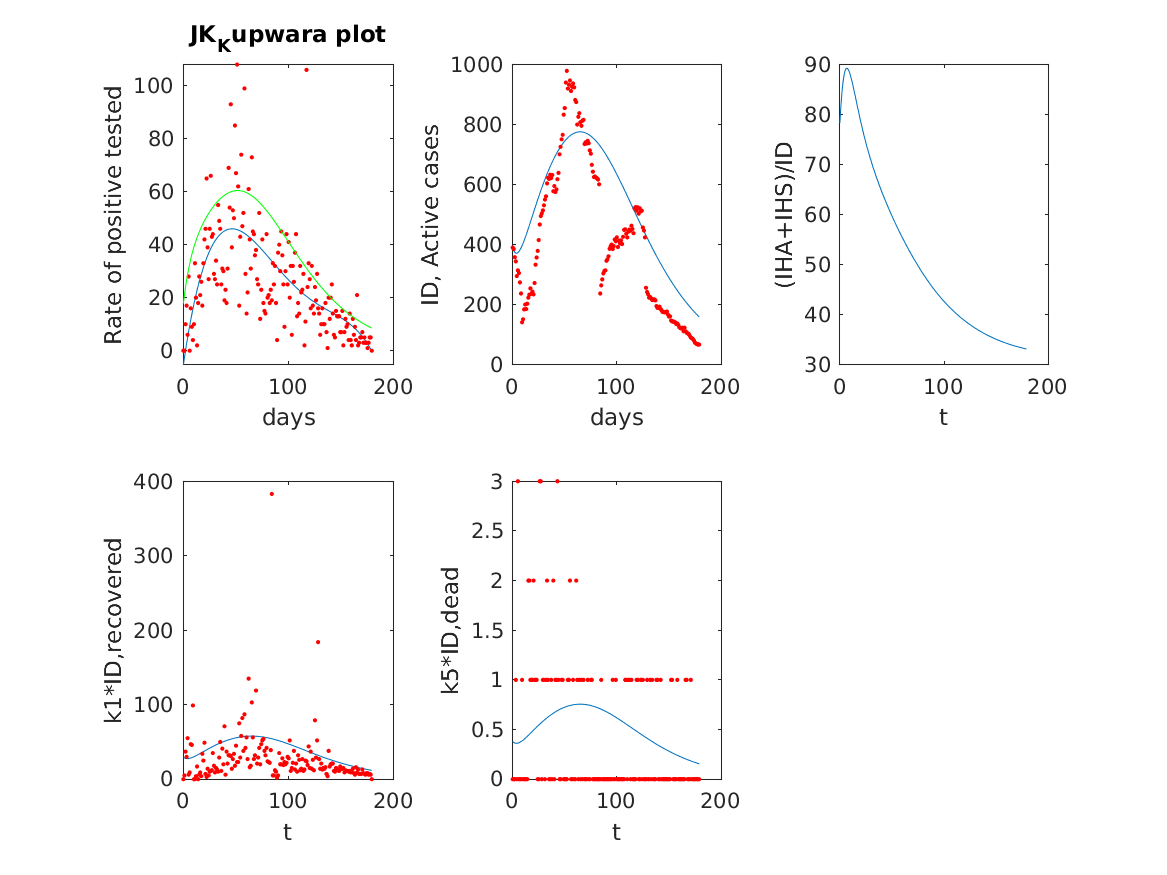 JK_Kupwara plot
Rate of positive tested
100
80
60
40
20
0
0 100 200
days
ID, Active cases
1000
800
600
400
200
0
0 100 200
days
(IHA+IHS)/ID
90
80
70
60
50
40
30
0 100 200
t
k1*ID,recovered
400
300
200
100
0
0 100 200
t
k5*ID,dead
3
2.5
2
1.5
1
0.5
0
0 100 200
t